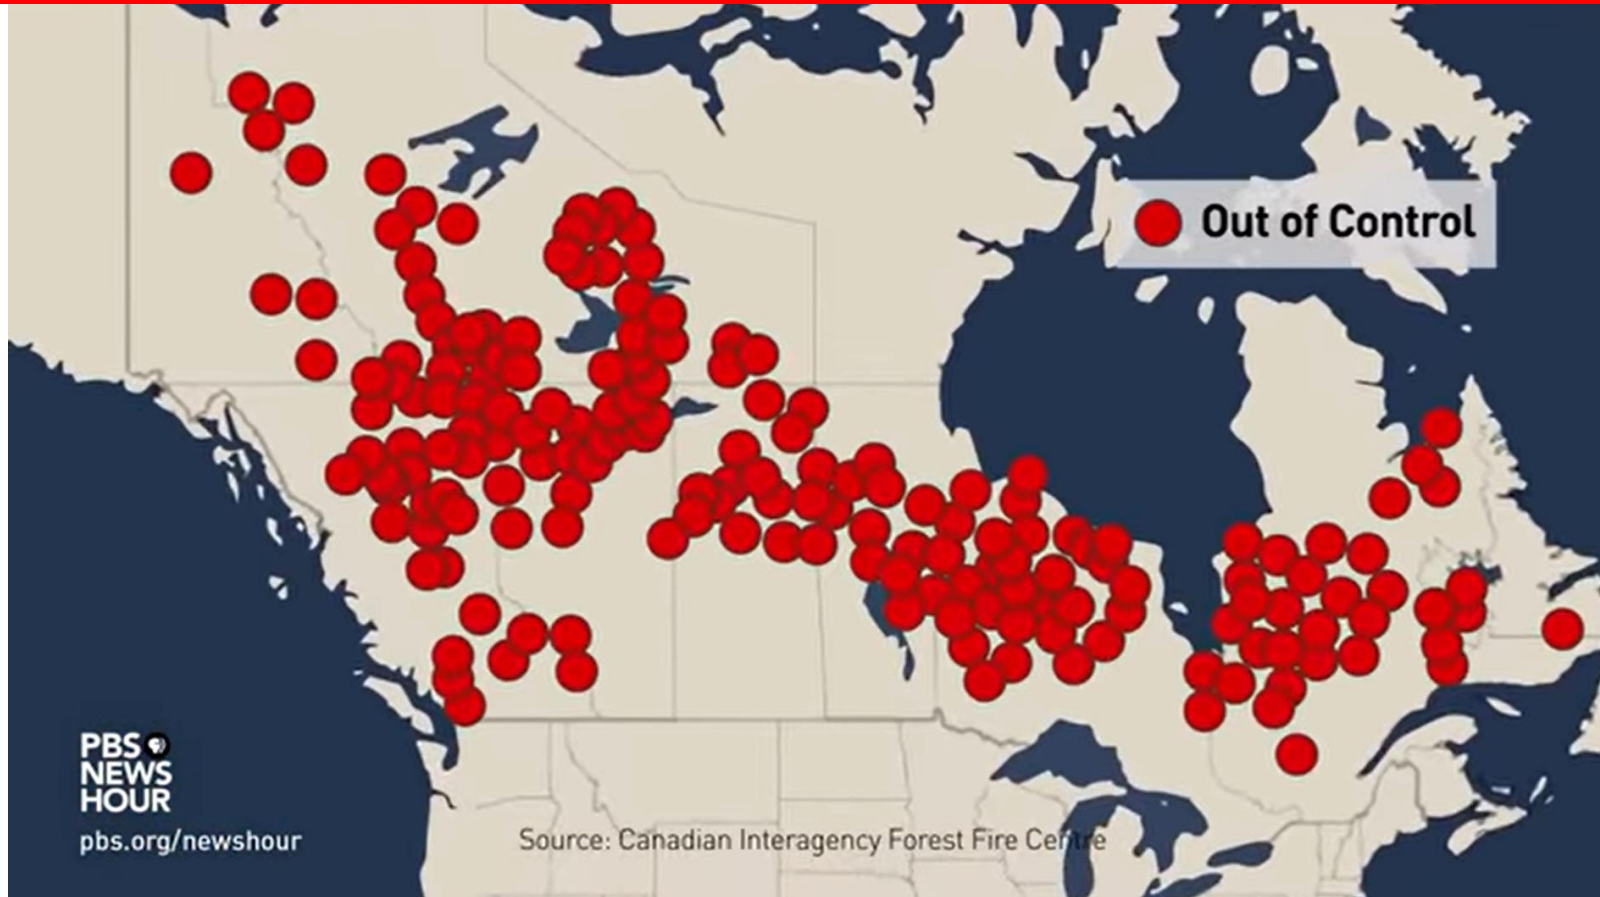 Out of Control
PBS
NEWS
HOUR
pbs.org/newshour
Source: Canadian Interagency Forest Fire Centre